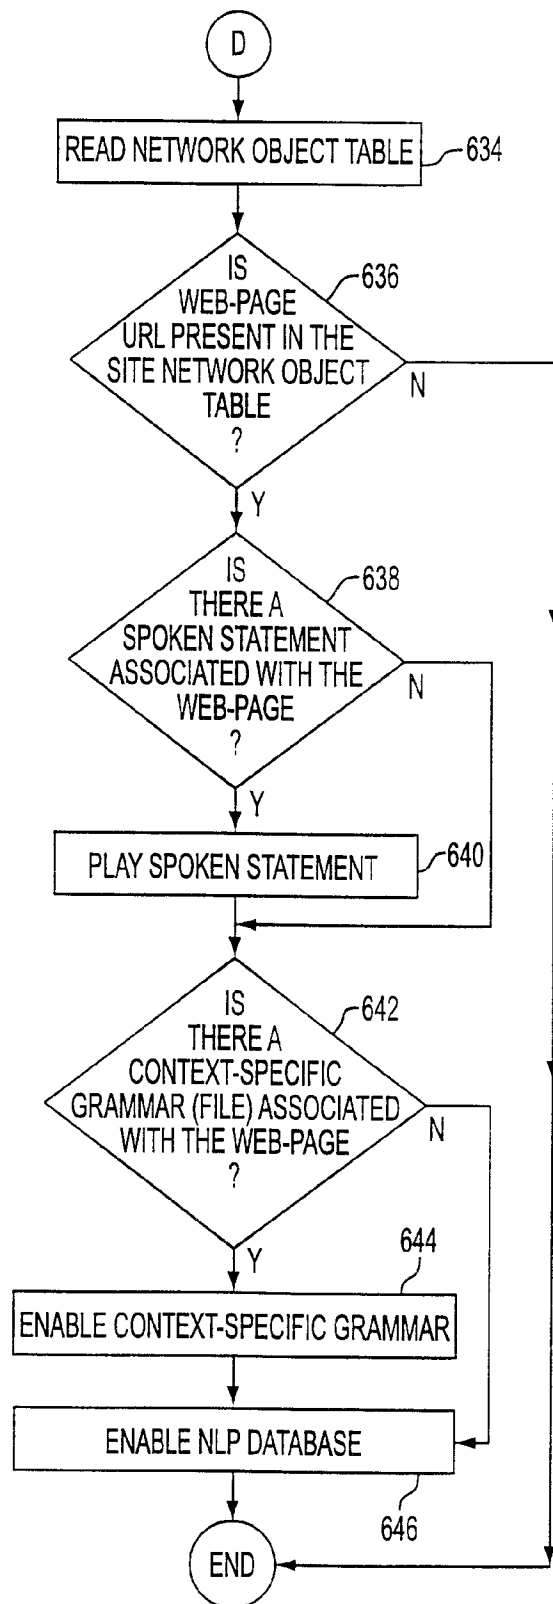 D
READ NETWORK OBJECT TABLE
634
IS
WEB-PAGE
URL PRESENT IN THE
SITE NETWORK OBJECT
TABLE
?
636
N
Y
IS
THERE A
SPOKEN STATEMENT
ASSOCIATED WITH THE
WEB-PAGE
?
638
N
Y
PLAY SPOKEN STATEMENT
640
IS
THERE A
CONTEXT-SPECIFIC
GRAMMAR (FILE) ASSOCIATED
WITH THE WEB-PAGE
?
642
N
Y
644
ENABLE CONTEXT-SPECIFIC GRAMMAR
ENABLE NLP DATABASE
646
END